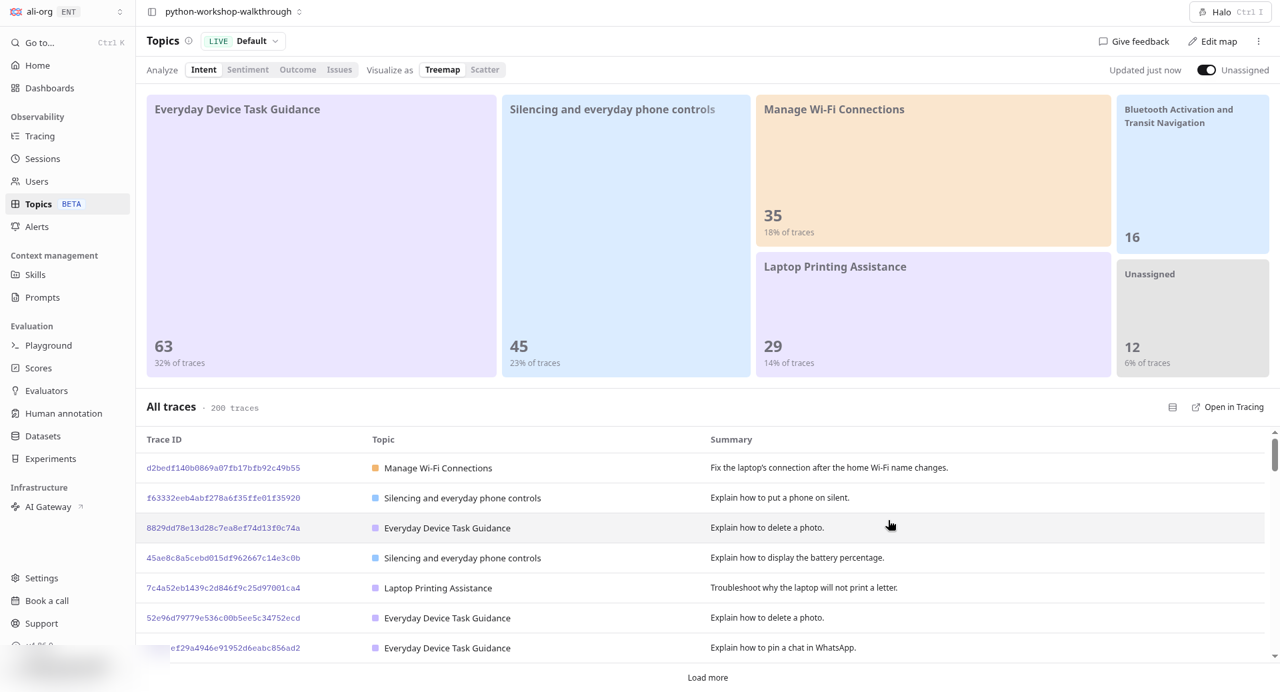 ali-org ENT
Go to... Ctrl K
Home
Dashboards
Observability
Tracing
Sessions
Users
Topics BETA
Alerts
Context management
Skills
Prompts
Evaluation
Playground
Scores
Evaluators
Human annotation
Datasets
Experiments
Infrastructure
AI Gateway
Settings
Book a call
Support
python-workshop-walkthrough
Halo Ctrl I
Topics LIVE Default
Give feedback Edit map
Analyze Intent Sentiment Outcome Issues Visualize as Treemap Scatter
Updated just now Unassigned
Everyday Device Task Guidance
63
32% of traces
Silencing and everyday phone controls
45
23% of traces
Manage Wi-Fi Connections
35
18% of traces
Laptop Printing Assistance
29
14% of traces
Bluetooth Activation and
Transit Navigation
16
Unassigned
12
6% of traces
All traces · 200 traces
Open in Tracing
Trace ID Topic Summary
d2bedf140b0869a07fb17bfb92c49b55 Manage Wi-Fi Connections Fix the laptop's connection after the home Wi-Fi name changes.
f63332eeb4abf278a6f35ffe01f35920 Silencing and everyday phone controls Explain how to put a phone on silent.
8829dd78e13d28c7ea8ef74d13f0c74a Everyday Device Task Guidance Explain how to delete a photo.
45ae8c8a5cebd015df962667c14e3c0b Silencing and everyday phone controls Explain how to display the battery percentage.
7c4a52eb1439c2d846f9c25d97001ca4 Laptop Printing Assistance Troubleshoot why the laptop will not print a letter.
52e96d79779e536c00b5ee5c34752ecd Everyday Device Task Guidance Explain how to delete a photo.
ef29a4946e91952d6eabc856ad2 Everyday Device Task Guidance Explain how to pin a chat in WhatsApp.
Load more